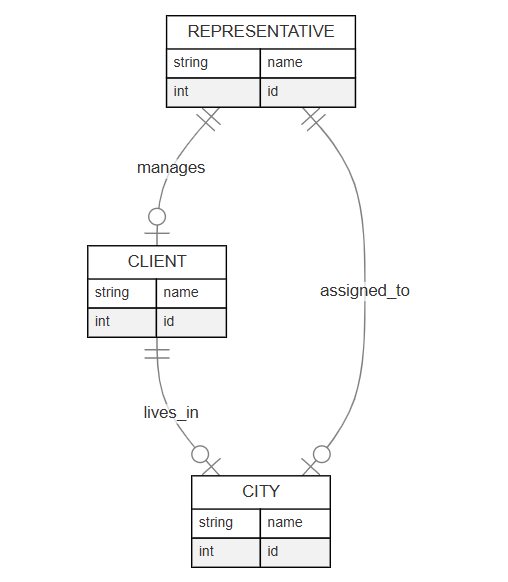 REPRESENTATIVE
string name
int id
manages
CLIENT
string name
int id
assigned_to
lives_in
CITY
string name
int id